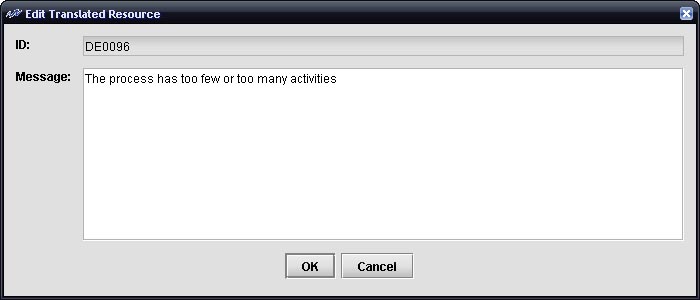 Edit Translated Resource
ID: DE0096
Message: The process has too few or too many activities
OK Cancel